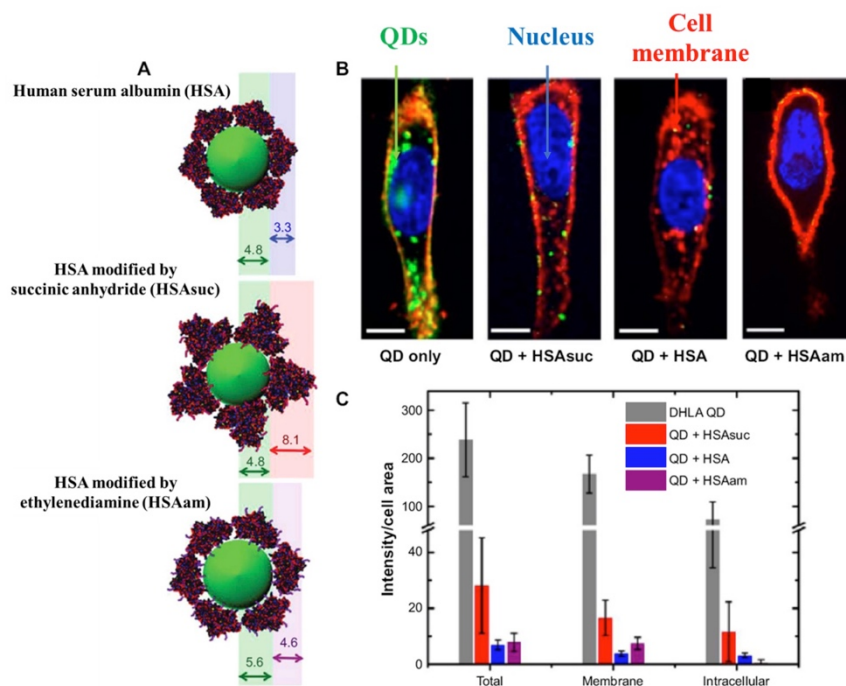 A
Human serum albumin (HSA)
3.3
4.8
HSA modified by
succinic anhydride (HSAsuc)
8.1
4.8
HSA modified by
ethylenediamine (HSAam)
4.6
5.6
B
QDs
Nucleus
Cell
membrane
QD only
QD + HSAsuc
QD + HSA
QD + HSAam
C
Intensity/cell area
300
200
100
40
20
0
DHLA QD
QD + HSAsuc
QD + HSA
QD + HSAam
Total
Membrane
Intracellular